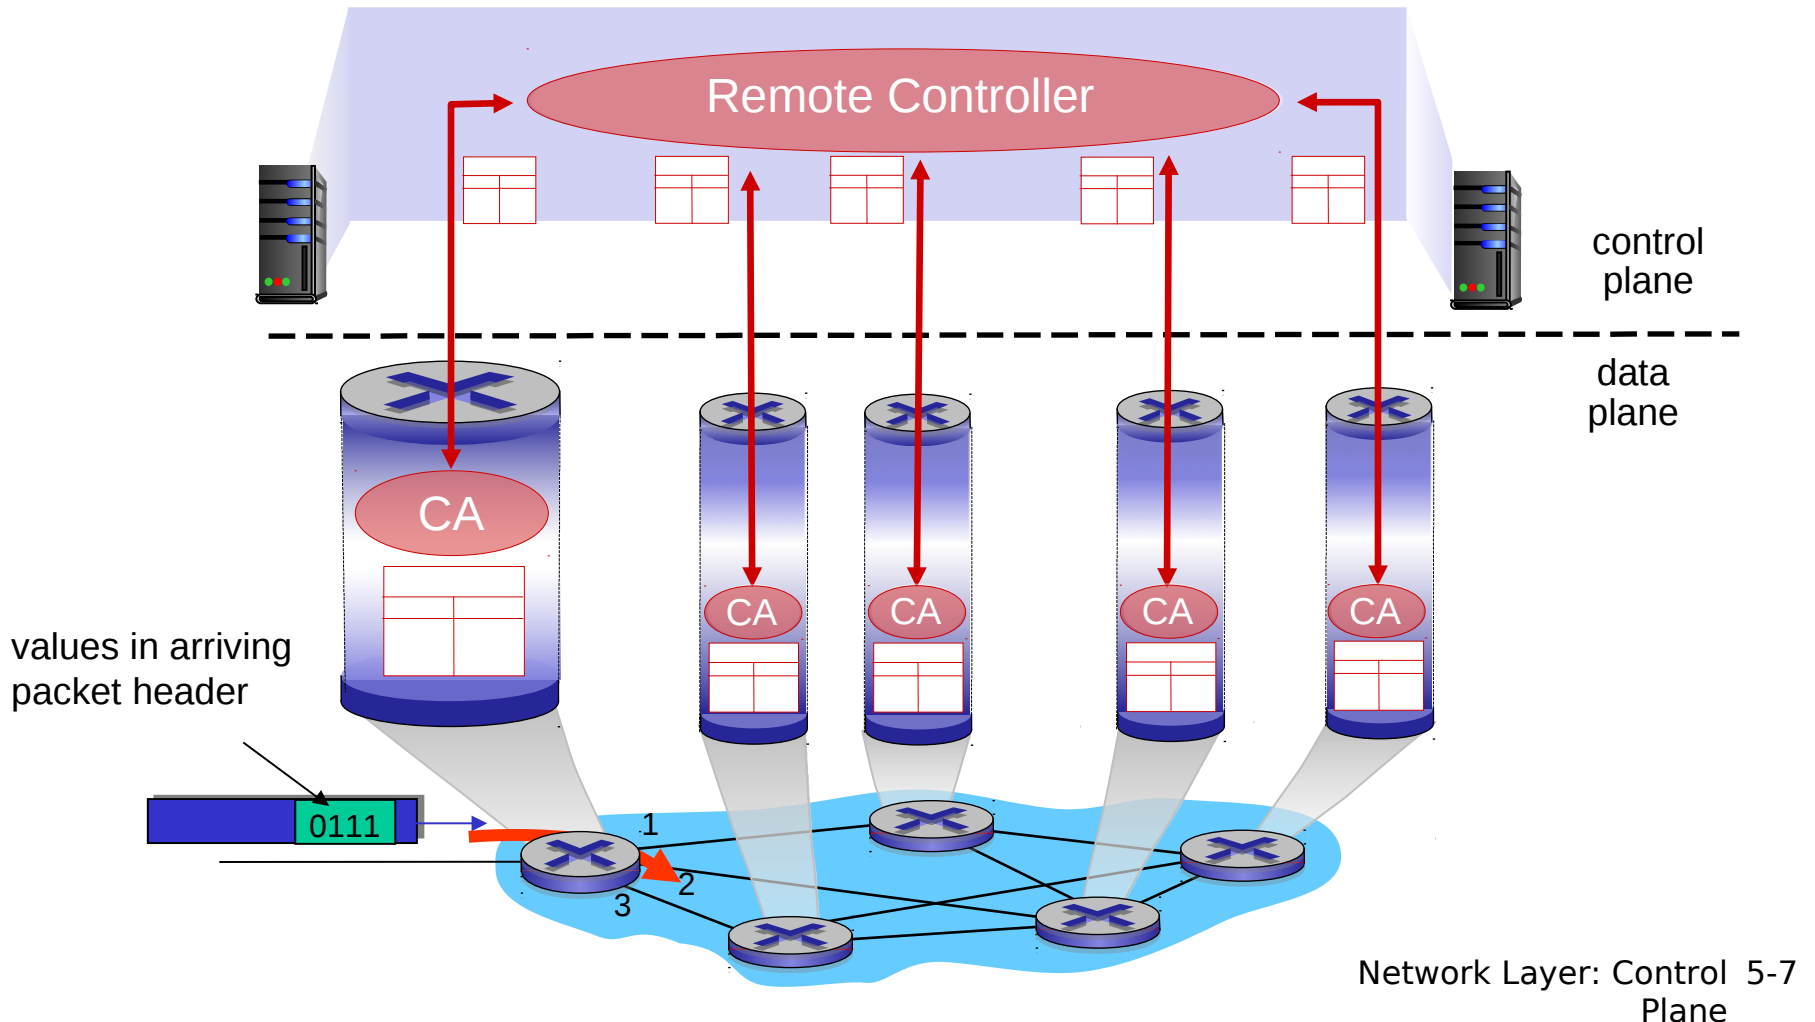 Remote Controller
control
plane
data
plane
CA
CA
CA
CA
CA
values in arriving
packet header
0111
1
2
3
Network Layer: Control 5-7
Plane